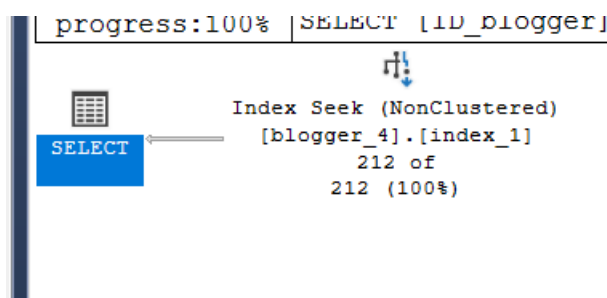 progress:100% SELECT [ID_blogger]
Index Seek (NonClustered)
[blogger_4].[index_1]
212 of
212 (100%)
SELECT